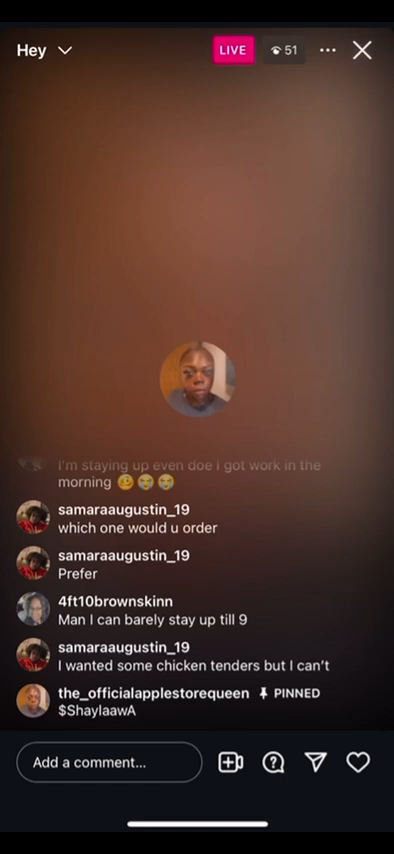 Hey
LIVE
51
I'm staying up even doe I got work in the
morning 🥴😭😭
samaraaugustin_19
which one would u order
samaraaugustin_19
Prefer
4ft10brownskinn
Man I can barely stay up till 9
samaraaugustin_19
I wanted some chicken tenders but I can't
the_officialapplestorequeen PINNED
$ShaylaawA
Add a comment...